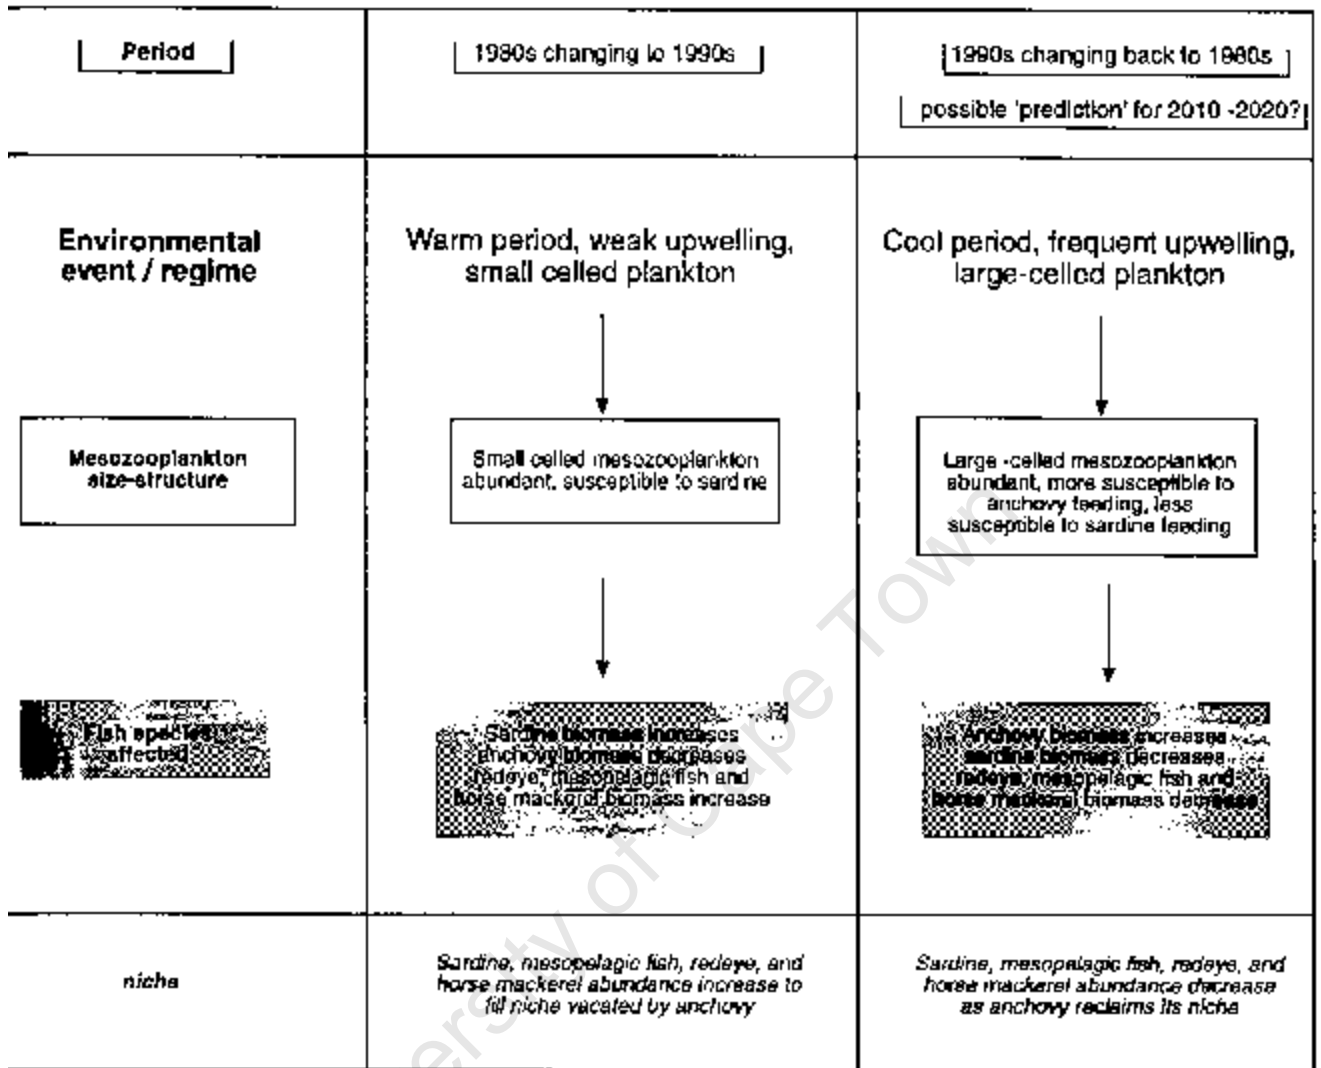 Period
1980s changing to 1990s
1990s changing back to 1980s
possible 'prediction' for 2010 -2020?
Environmental
event / regime
Warm period, weak upwelling,
small celled plankton
Cool period, frequent upwelling,
large-celled plankton
Mesozooplankton
size-structure
Small celled mesozooplankton
abundant, susceptible to sardine
Large -celled mesozooplankton
abundant, more susceptible to
anchovy feeding, less
susceptible to sardine feeding
Fish species
affected
Sardine biomass increases
anchovy biomass decreases
redeye, mesopelagic fish and
horse mackerel biomass increase
Anchovy biomass increases
sardine biomass decreases
redeye, mesopelagic fish and
horse mackerel biomass decrease
niche
Sardine, mesopelagic fish, redeye, and
horse mackerel abundance increase to
fill niche vacated by anchovy
Sardine, mesopelagic fish, redeye, and
horse mackerel abundance decrease
as anchovy reclaims its niche
ersity of Cape Town